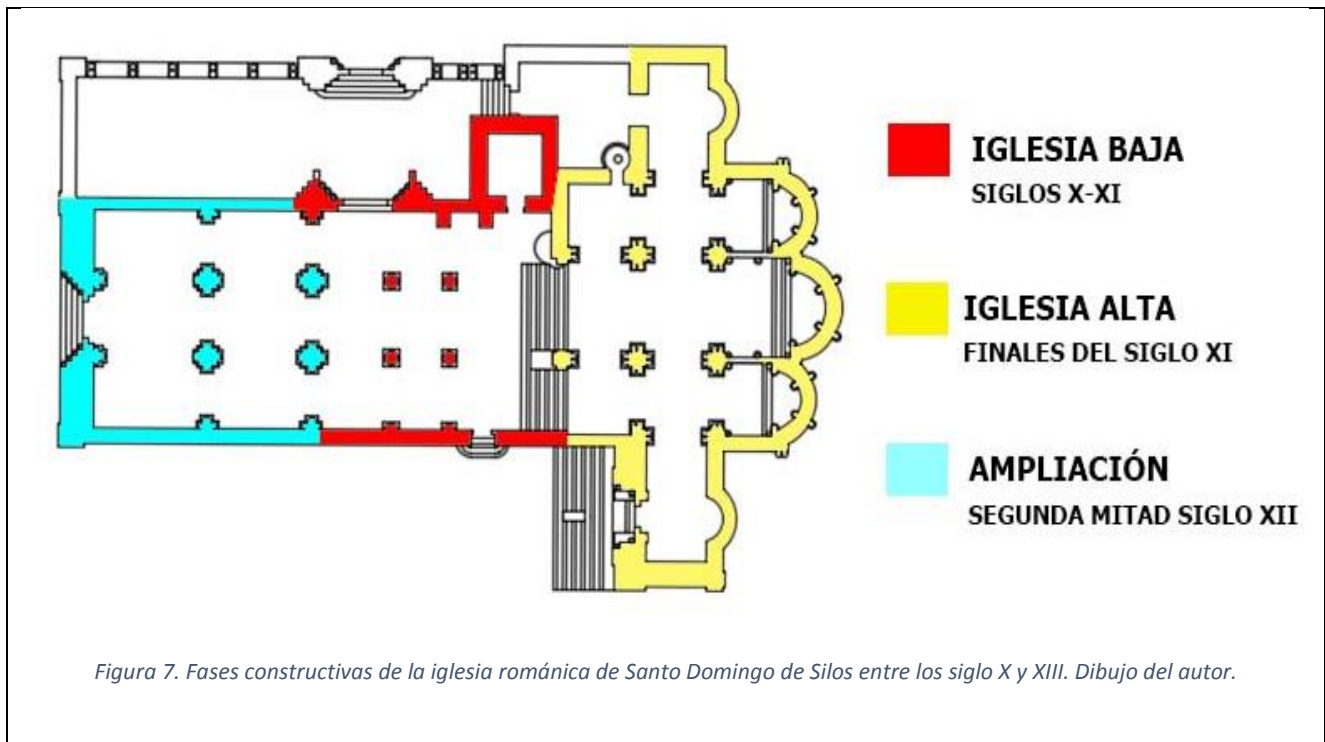 IGLESIA BAJA
SIGLOS X-XI
IGLESIA ALTA
FINALES DEL SIGLO XI
AMPLIACIÓN
SEGUNDA MITAD SIGLO XII
Figura 7. Fases constructivas de la iglesia románica de Santo Domingo de Silos entre los siglo X y XIII. Dibujo del autor.